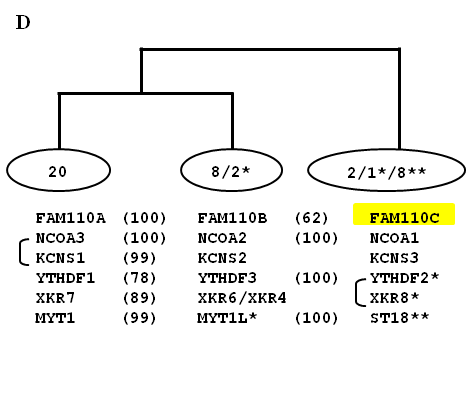 D
20 8/2* 2/1*/8**
FAM110A (100) FAM110B (62) FAM110C
NCOA3 (100) NCOA2 (100) NCOA1
KCNS1 (99) KCNS2 KCNS3
YTHDF1 (78) YTHDF3 (100) YTHDF2*
XKR7 (89) XKR6/XKR4 XKR8*
MYT1 (99) MYT1L* (100) ST18**